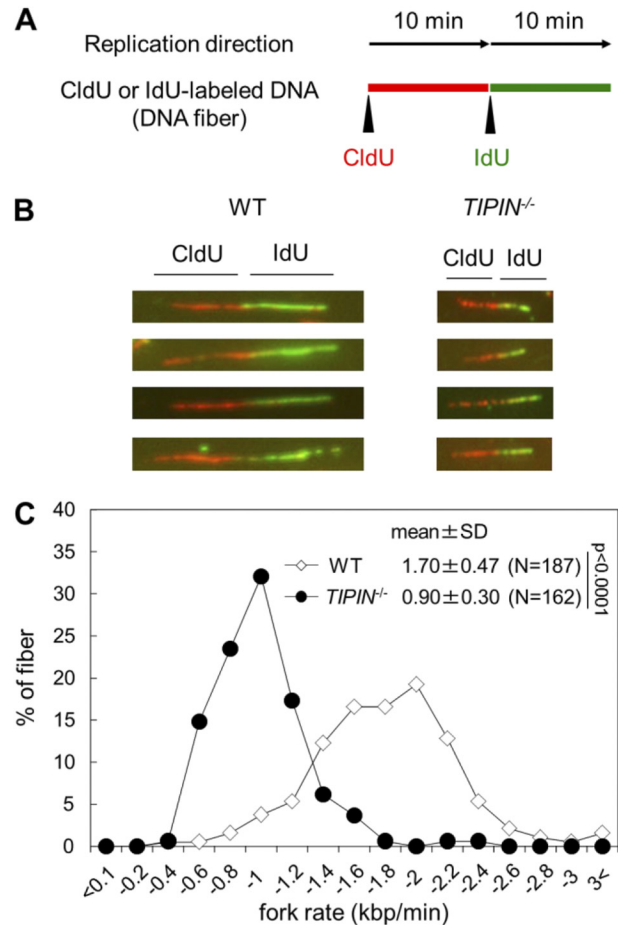 A
10 min 10 min
Replication direction
CldU or IdU-labeled DNA
(DNA fiber)
CldU IdU
B
WT TIPIN-/-
CldU IdU CldU IdU
C
40
35
30
25
20
15
10
5
0
% of fiber
mean±SD
WT 1.70±0.47 (N=187)
TIPIN-/- 0.90±0.30 (N=162)
p<0.0001
<0.1 -0.2 -0.4 -0.6 -0.8 -1 -1.2 -1.4 -1.6 -1.8 -2 -2.2 -2.4 -2.6 -2.8 -3 3<
fork rate (kbp/min)